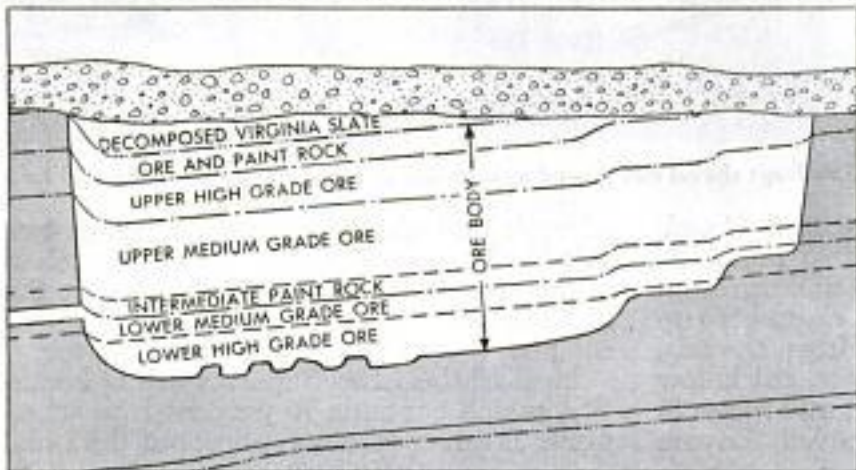 DECOMPOSED VIRGINIA SLATE
ORE AND PAINT ROCK
UPPER HIGH GRADE ORE
UPPER MEDIUM GRADE ORE
INTERMEDIATE PAINT ROCK
LOWER MEDIUM GRADE ORE
LOWER HIGH GRADE ORE
ORE BODY